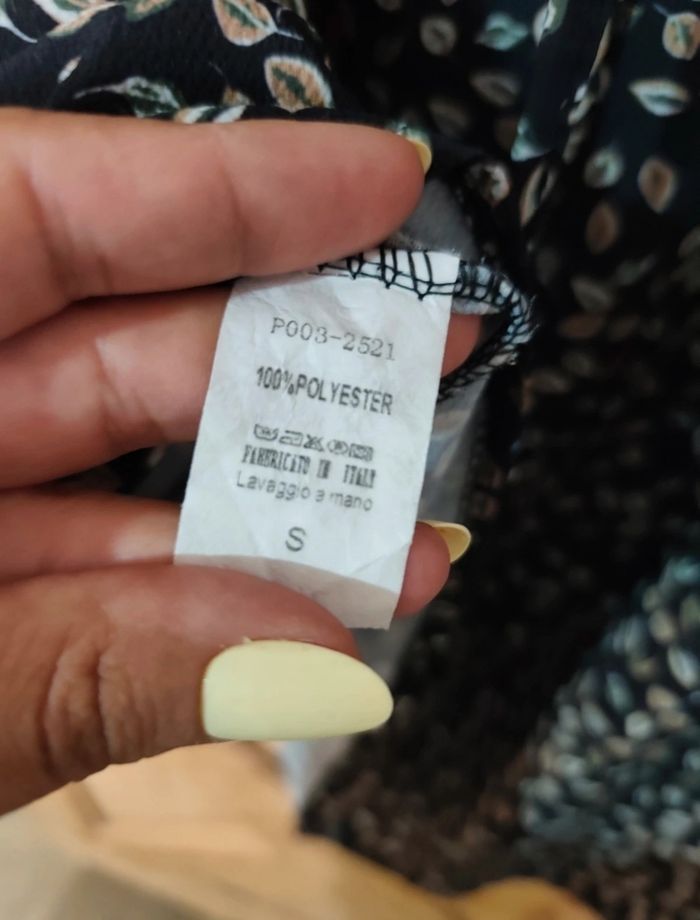 P003-2521
100%POLYESTER
FABBRICATO IN ITALY
Lavaggio a mano
S